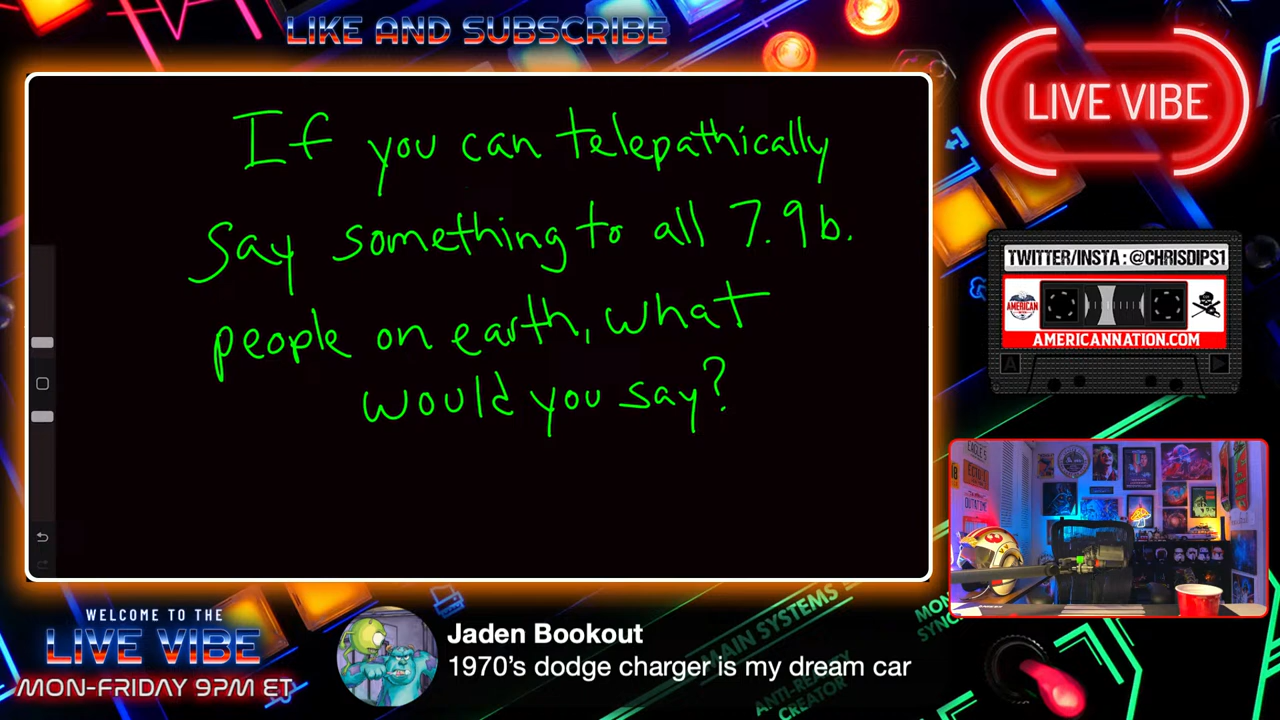 LIKE AND SUBSCRIBE
If you can telepathically
say something to all 7.9b.
people on earth, what
would you say?
LIVE VIBE
TWITTER/INSTA : @CHRISDIPS1
AMERICAN
AMERICANNATION.COM
A
WELCOME TO THE
LIVE VIBE
MON-FRIDAY 9PM ET
Jaden Bookout
1970's dodge charger is my dream car
MAIN SYSTEMS